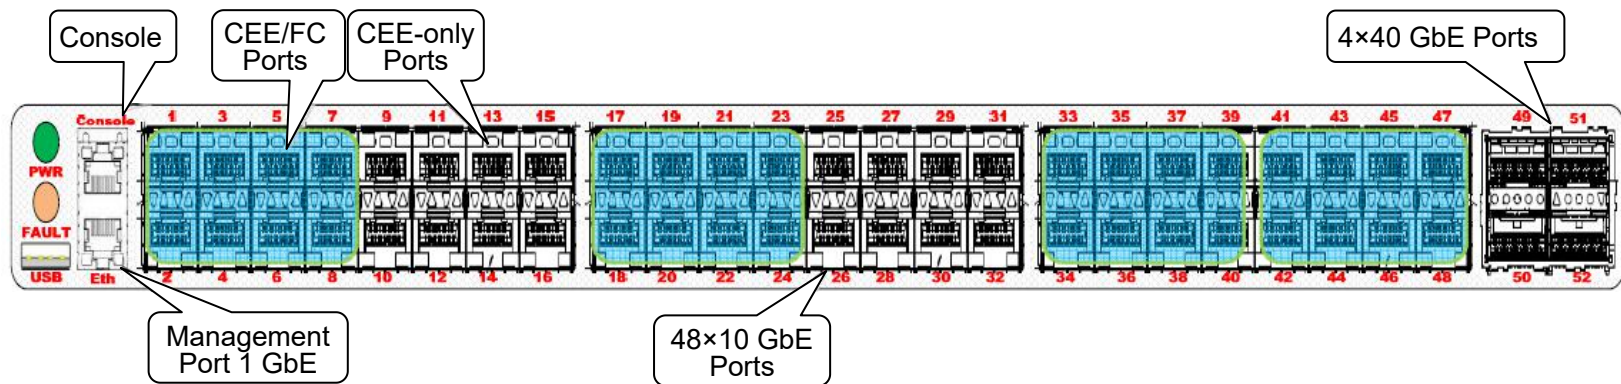 Console
CEE/FC
Ports
CEE-only
Ports
4×40 GbE Ports
Console 1 3 5 7 9 11 13 15 17 19 21 23 25 27 29 31 33 35 37 39 41 43 45 47 49 51
PWR
FAULT
USB Eth 2 4 6 8 10 12 14 16 18 20 22 24 26 28 30 32 34 36 38 40 42 44 46 48 50 52
Management
Port 1 GbE
48×10 GbE
Ports